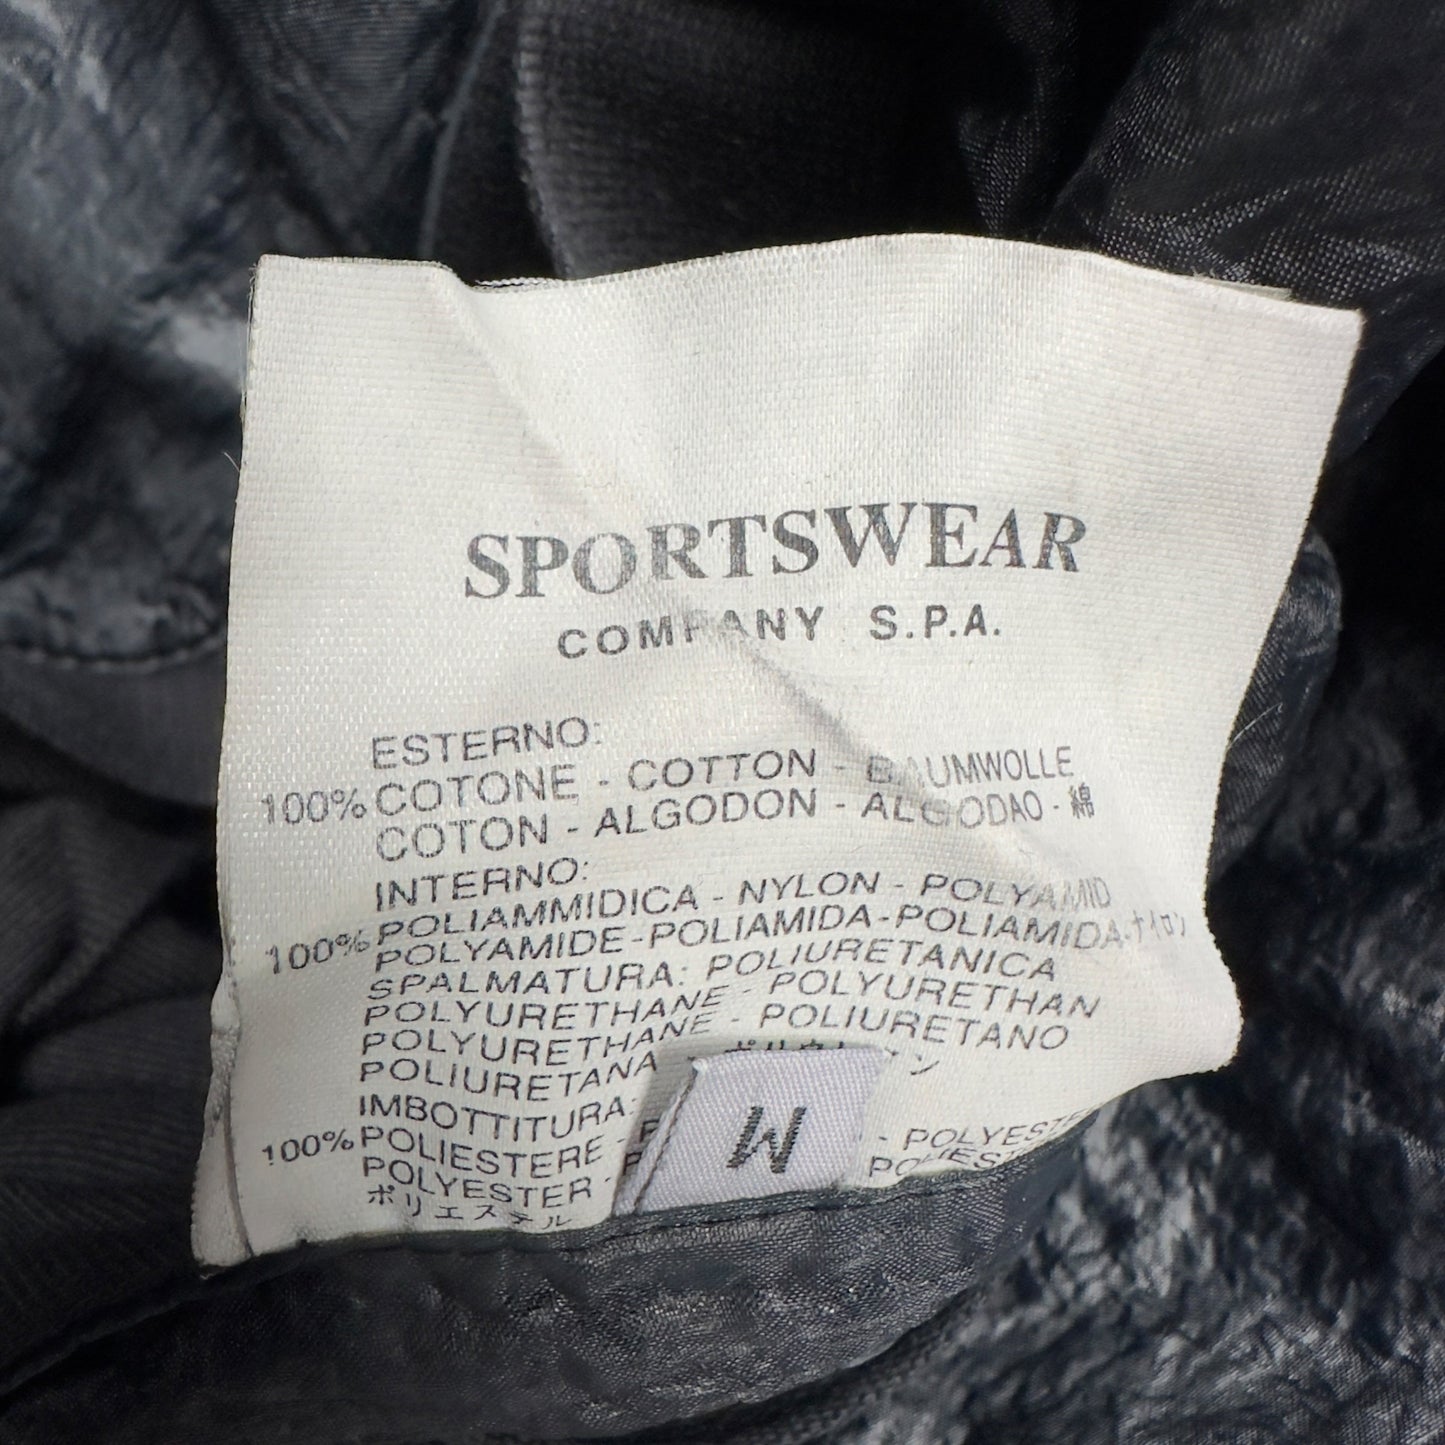 SPORTSWEAR
COMPANY S.P.A.
ESTERNO:
100% COTONE - COTTON - BAUMWOLLE
COTON - ALGODON - ALGODAO - 綿
INTERNO:
100% POLIAMMIDICA - NYLON - POLYAMID
POLYAMIDE-POLIAMIDA-POLIAMIDA-ナイロン
SPALMATURA: POLIURETANICA
POLYURETHANE - POLYURETHAN
POLYURETHANE - POLIURETANO
POLIURETANA
IMBOTTITURA:
100% POLIESTERE - - POLYESTE
POLYESTER -
ポリエステル
M